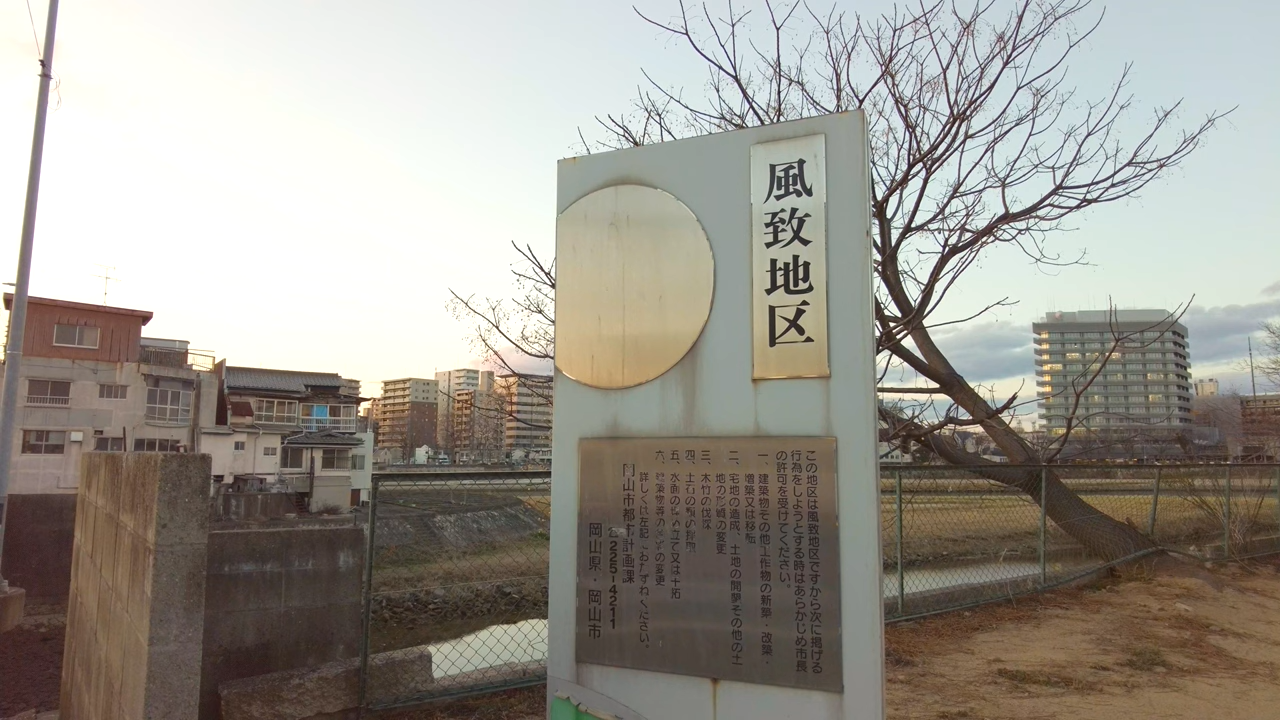 風致地区
この地区は風致地区ですから次に掲げる
行為をしようとする時はあらかじめ市長
の許可を受けてください。
一、建築物その他工作物の新築・改築・
増築又は移転
二、宅地の造成、土地の開墾その他の土
地の形質の変更
三、木竹の伐採
四、土石の類の採取
五、水面の埋め立て又は干拓
六、建築物等の色彩の変更
詳しくは左記におたずねください。
岡山市都市計画課
☎225-4211
岡山県・岡山市